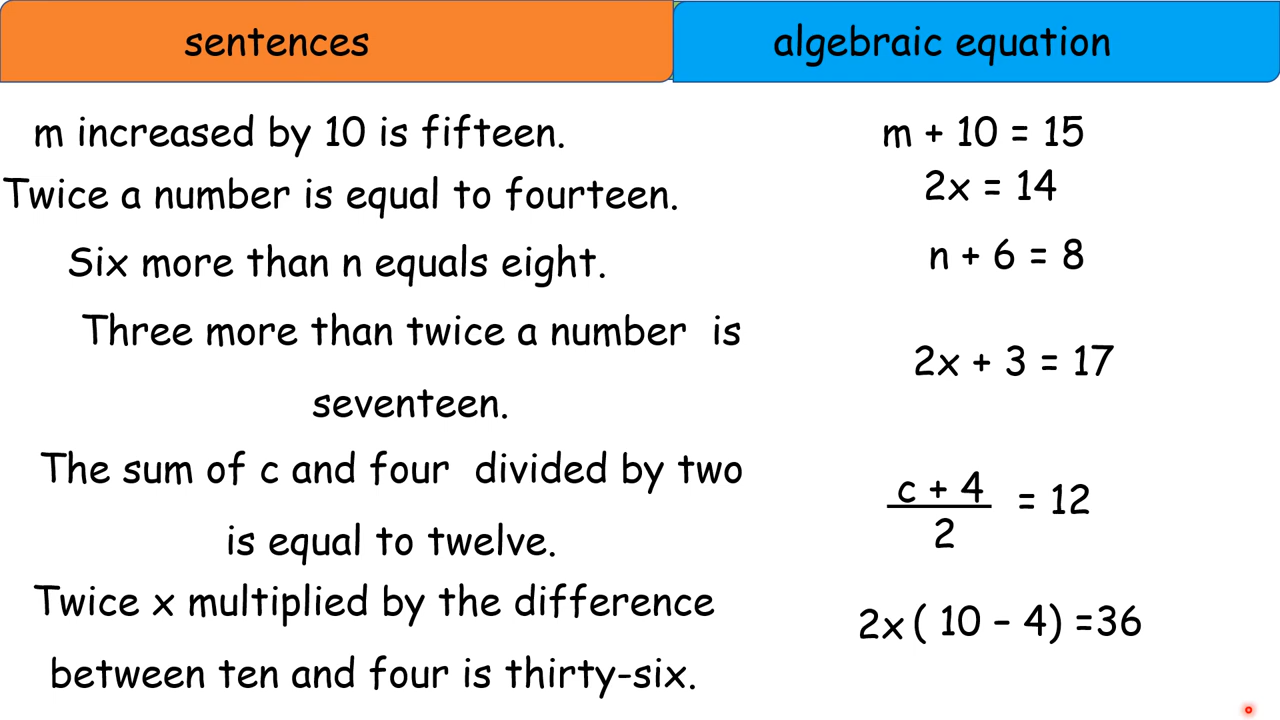 sentences
algebraic equation
m increased by 10 is fifteen.
m + 10 = 15
Twice a number is equal to fourteen.
2x = 14
Six more than n equals eight.
n + 6 = 8
Three more than twice a number is
seventeen.
2x + 3 = 17
The sum of c and four divided by two
is equal to twelve.
c + 4
= 12
2
Twice x multiplied by the difference
between ten and four is thirty-six.
2x ( 10 – 4) =36